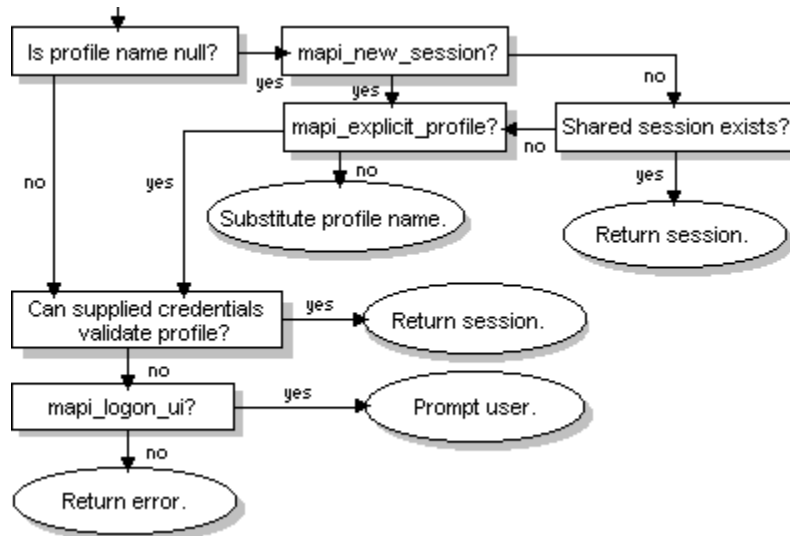 Is profile name null?
mapi_new_session?
yes
yes
no
mapi_explicit_profile?
Shared session exists?
no
no
yes
no
yes
Substitute profile name.
Return session.
Can supplied credentials
validate profile?
yes
Return session.
no
mapi_logon_ui?
yes
Prompt user.
no
Return error.